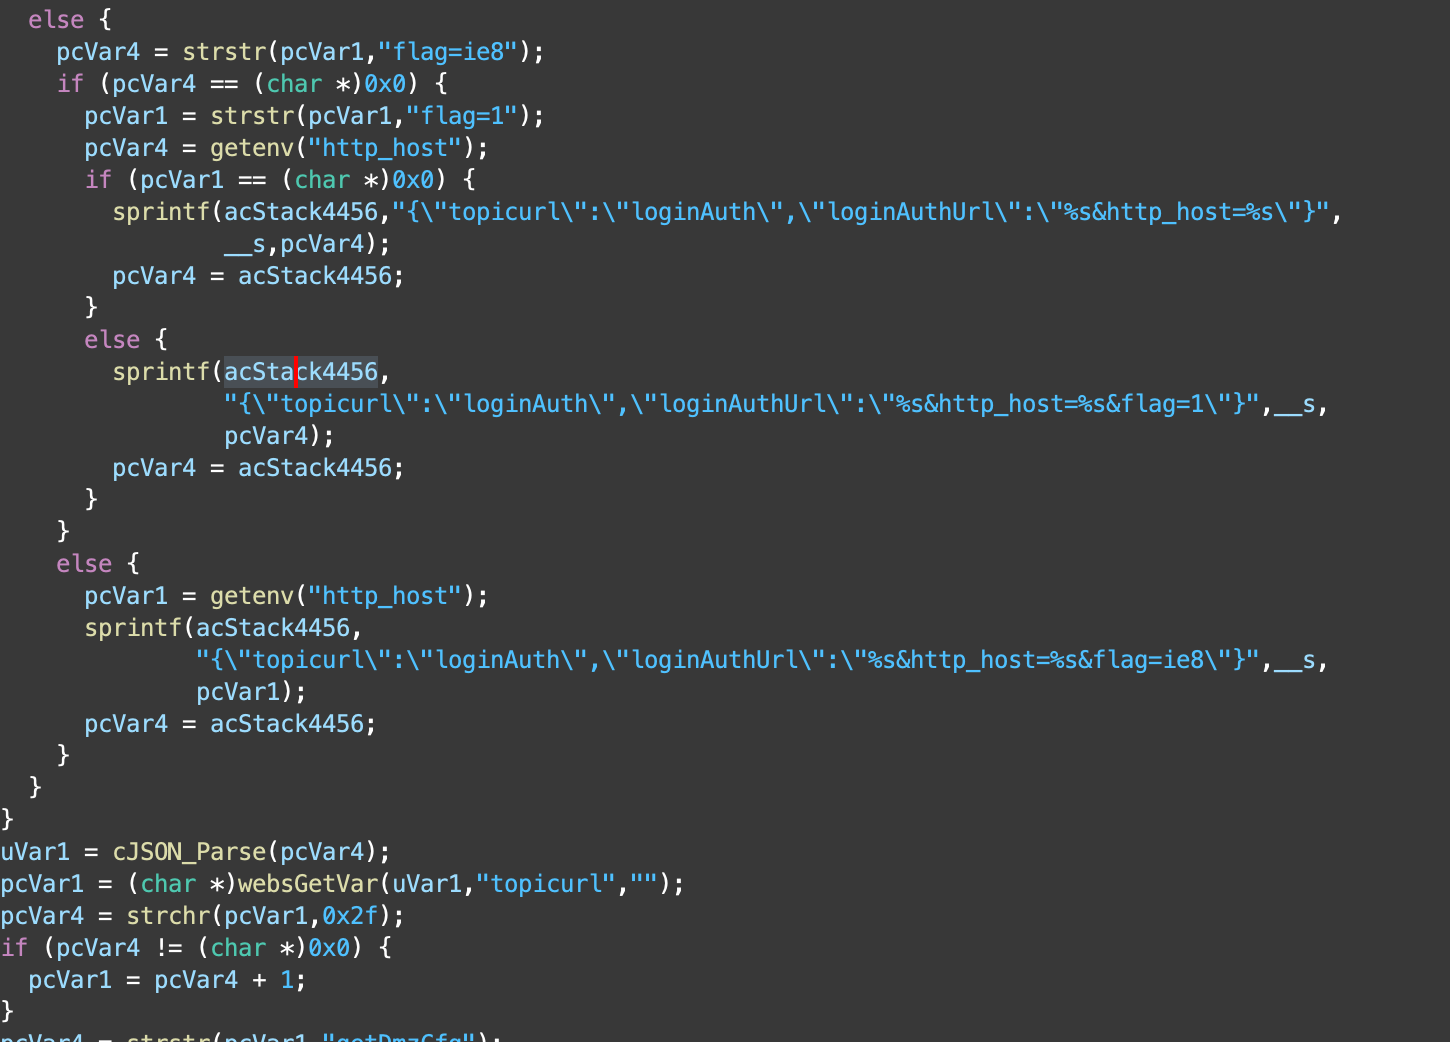 else {
pcVar4 = strstr(pcVar1,"flag=ie8");
if (pcVar4 == (char *)0x0) {
pcVar1 = strstr(pcVar1,"flag=1");
pcVar4 = getenv("http_host");
if (pcVar1 == (char *)0x0) {
sprintf(acStack4456,"{\"topicurl\":\"loginAuth\",\"loginAuthUrl\":\"%s&http_host=%s\"}",
__s,pcVar4);
pcVar4 = acStack4456;
}
else {
sprintf(acStack4456,
"{\"topicurl\":\"loginAuth\",\"loginAuthUrl\":\"%s&http_host=%s&flag=1\"}",__s,
pcVar4);
pcVar4 = acStack4456;
}
}
else {
pcVar1 = getenv("http_host");
sprintf(acStack4456,
"{\"topicurl\":\"loginAuth\",\"loginAuthUrl\":\"%s&http_host=%s&flag=ie8\"}",__s,
pcVar1);
pcVar4 = acStack4456;
}
}
}
uVar1 = cJSON_Parse(pcVar4);
pcVar1 = (char *)websGetVar(uVar1,"topicurl","");
pcVar4 = strchr(pcVar1,0x2f);
if (pcVar4 != (char *)0x0) {
pcVar1 = pcVar4 + 1;
}
pcVar4 = strstr(pcVar1,"getDmzCfg");